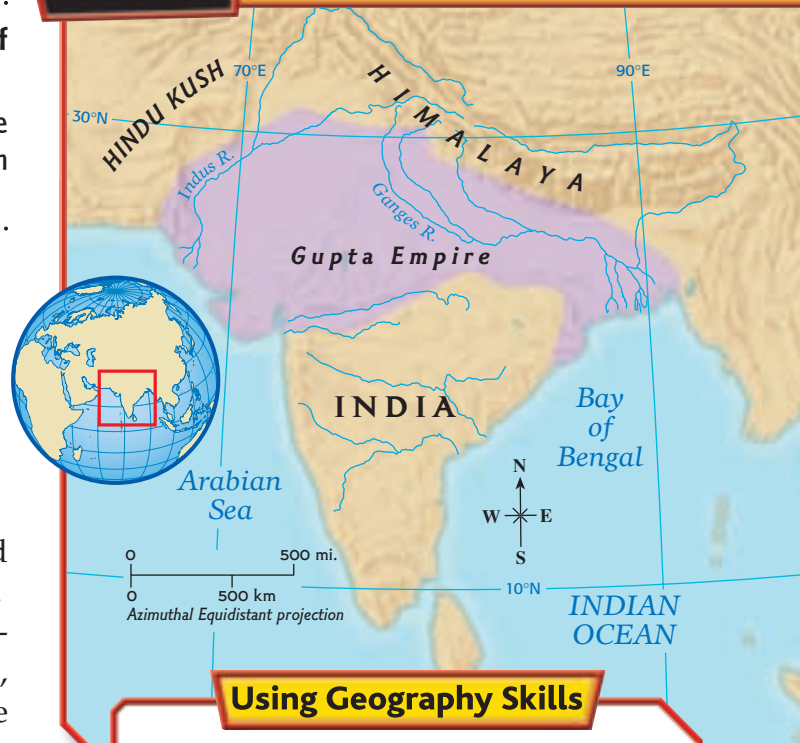 f
e
n
.
70°E
90°E
HIMALAYA
HINDU KUSH
30°N
Indus R.
Ganges R.
Gupta Empire
INDIA
Bay
of
Bengal
Arabian
Sea
N
W E
S
0 500 mi.
0 500 km
Azimuthal Equidistant projection
10°N
INDIAN
OCEAN
d
–
,
e
Using Geography Skills